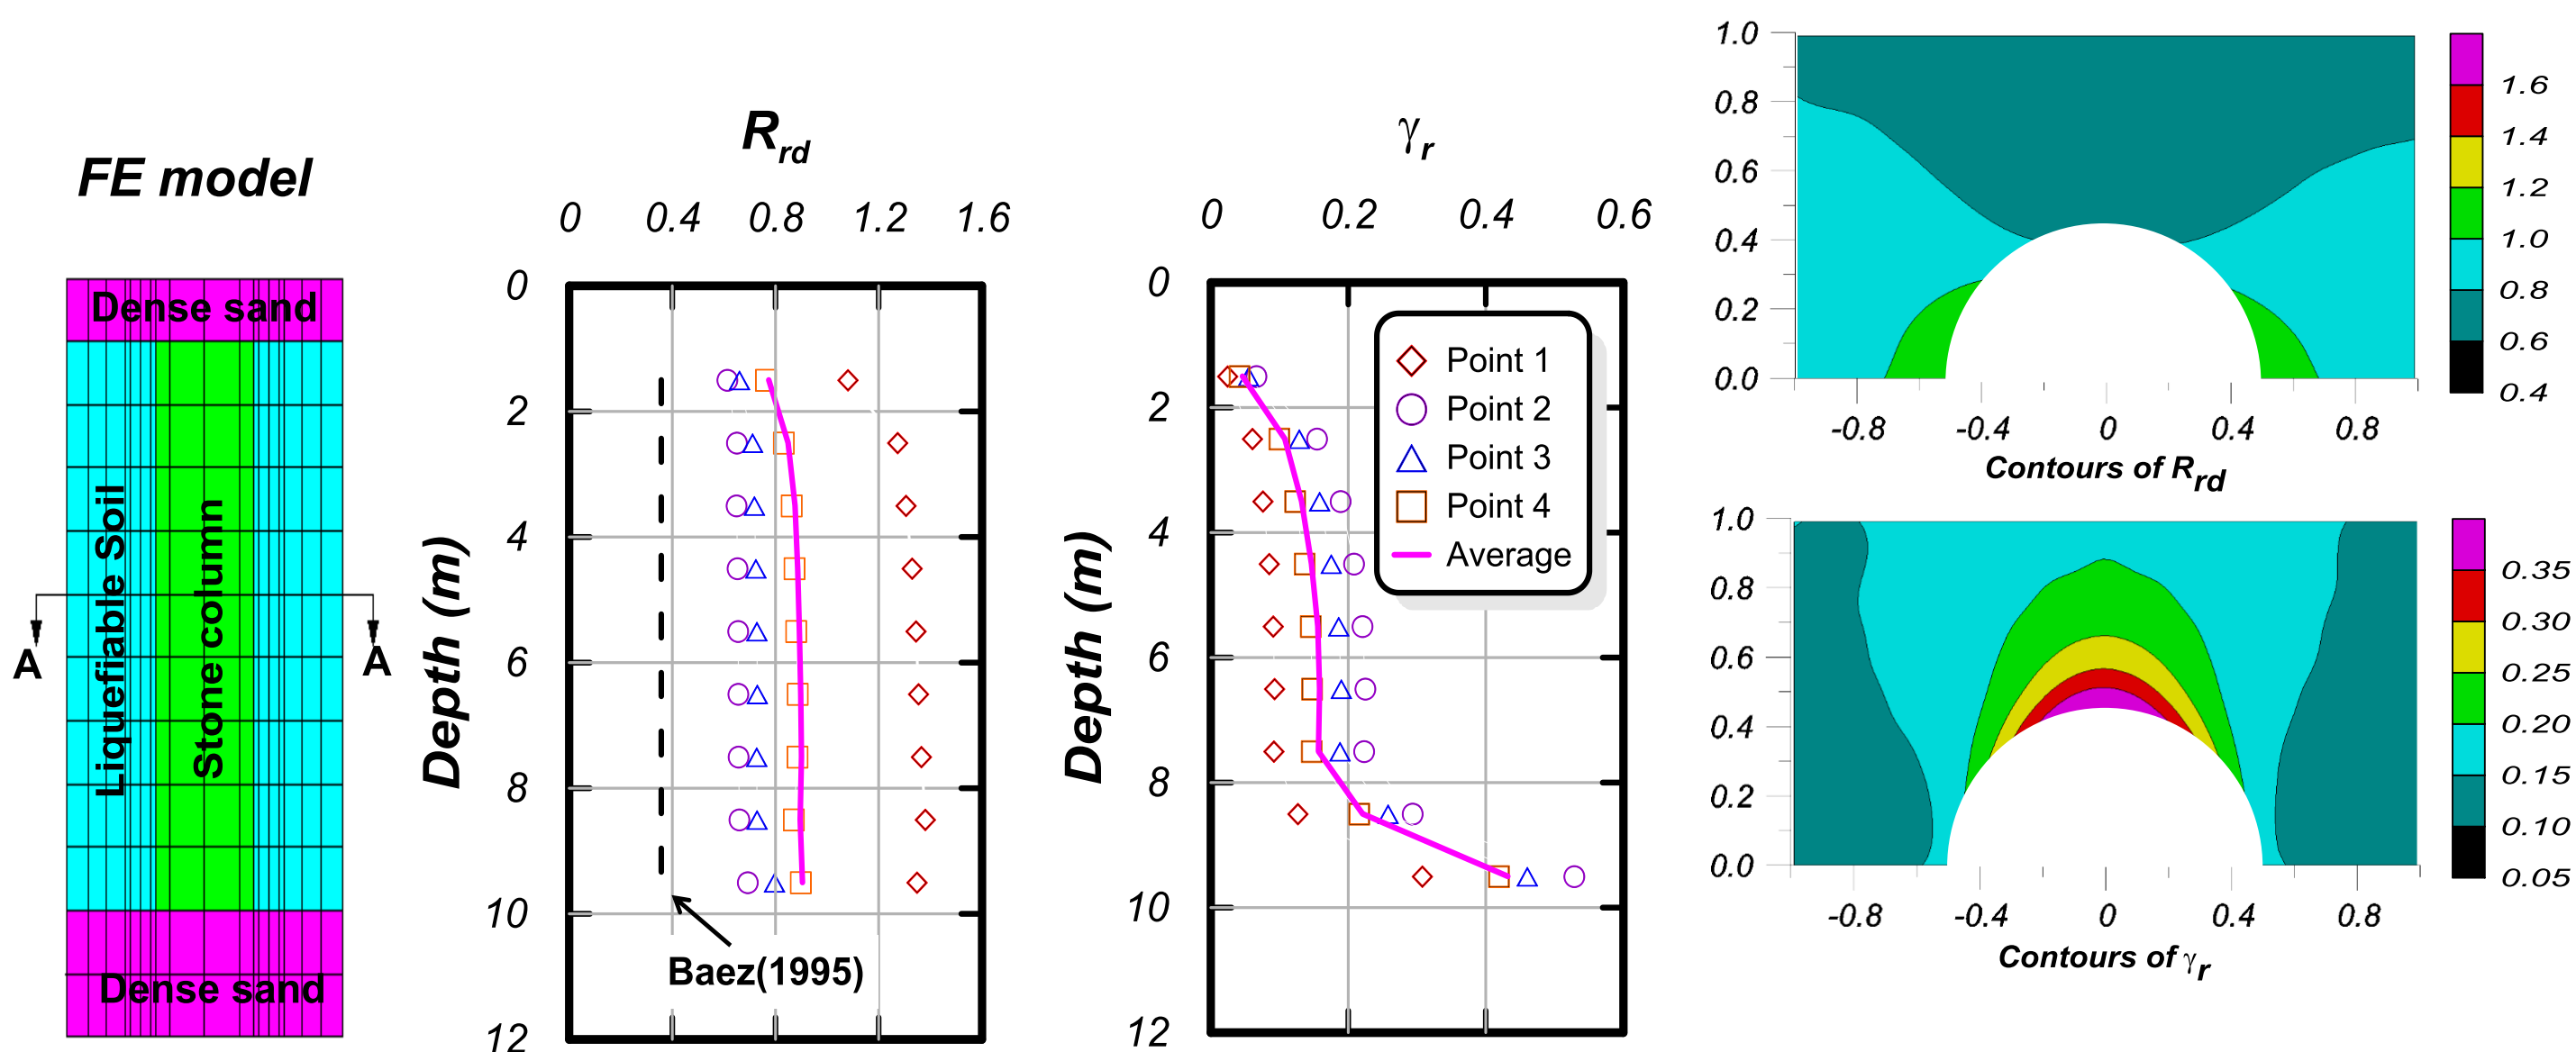 FE model
Dense sand
Liquefiable Soil
Stone column
A
A
Dense sand
R_rd
0 0.4 0.8 1.2 1.6
Depth (m)
0
2
4
6
8
10
12
Baez(1995)
γ_r
0 0.2 0.4 0.6
Depth (m)
0
2
4
6
8
10
12
Point 1
Point 2
Point 3
Point 4
Average
1.0
0.8
0.6
0.4
0.2
0.0
-0.8 -0.4 0 0.4 0.8
Contours of R_rd
1.6
1.4
1.2
1.0
0.8
0.6
0.4
1.0
0.8
0.6
0.4
0.2
0.0
-0.8 -0.4 0 0.4 0.8
Contours of γ_r
0.35
0.30
0.25
0.20
0.15
0.10
0.05